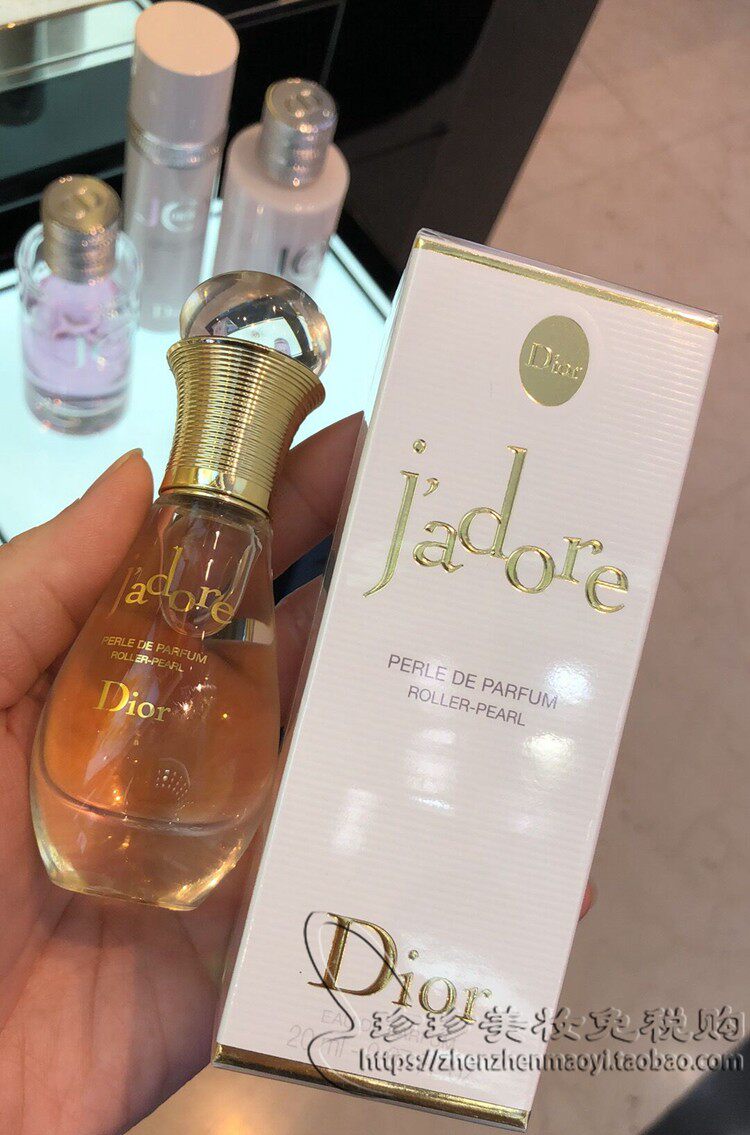 Dior
j'adore
PERLE DE PARFUM
ROLLER-PEARL
Dior
j'adore
PERLE DE PARFUM
ROLLER-PEARL
Dior
珍珍美妆免税购
https://zhenzhenmaoyi.taobao.com